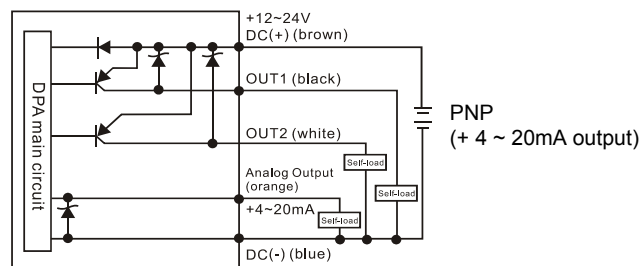 +12~24V
DC(+) (brown)
DPA main circuit
OUT1 (black)
OUT2 (white)
Self-load
Analog Output
(orange)
Self-load
+4~20mA
Self-load
DC(-) (blue)
PNP
(+ 4 ~ 20mA output)